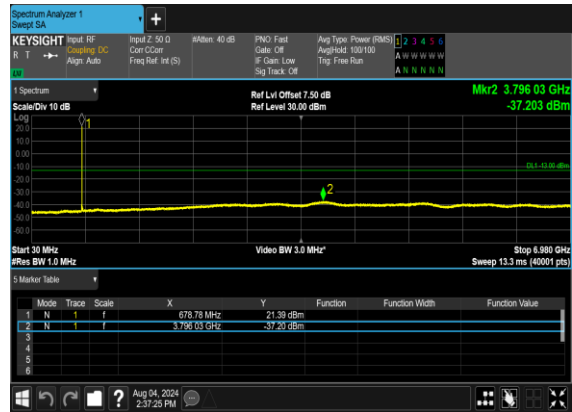 Spectrum Analyzer 1
Swept SA
KEYSIGHT Input: RF Input Z: 50 Ω #Atten: 40 dB PNO: Fast Avg Type: Power (RMS) 1 2 3 4 5 6
R T Coupling: DC Corr CCorr Gate: Off Avg|Hold: 100/100 A W W W W W
Align: Auto Freq Ref: Int (S) IF Gain: Low Trig: Free Run
Sig Track: Off A N N N N N
1 Spectrum
Scale/Div 10 dB
Ref Lvl Offset 7.50 dB
Ref Level 30.00 dBm
Mkr2 3.796 03 GHz
-37.203 dBm
Log
1
20.0
10.0
0.00
-10.0
DL1 -13.00 dBm
-20.0
-30.0
2
-40.0
-50.0
-60.0
Start 30 MHz Video BW 3.0 MHz* Stop 6.980 GHz
#Res BW 1.0 MHz Sweep 13.3 ms (40001 pts)
5 Marker Table
Mode Trace Scale X Y Function Function Width Function Value
1 N 1 f 678.78 MHz 21.39 dBm
2 N 1 f 3.796 03 GHz -37.20 dBm
3
4
5
6
Aug 04, 2024
2:37:25 PM